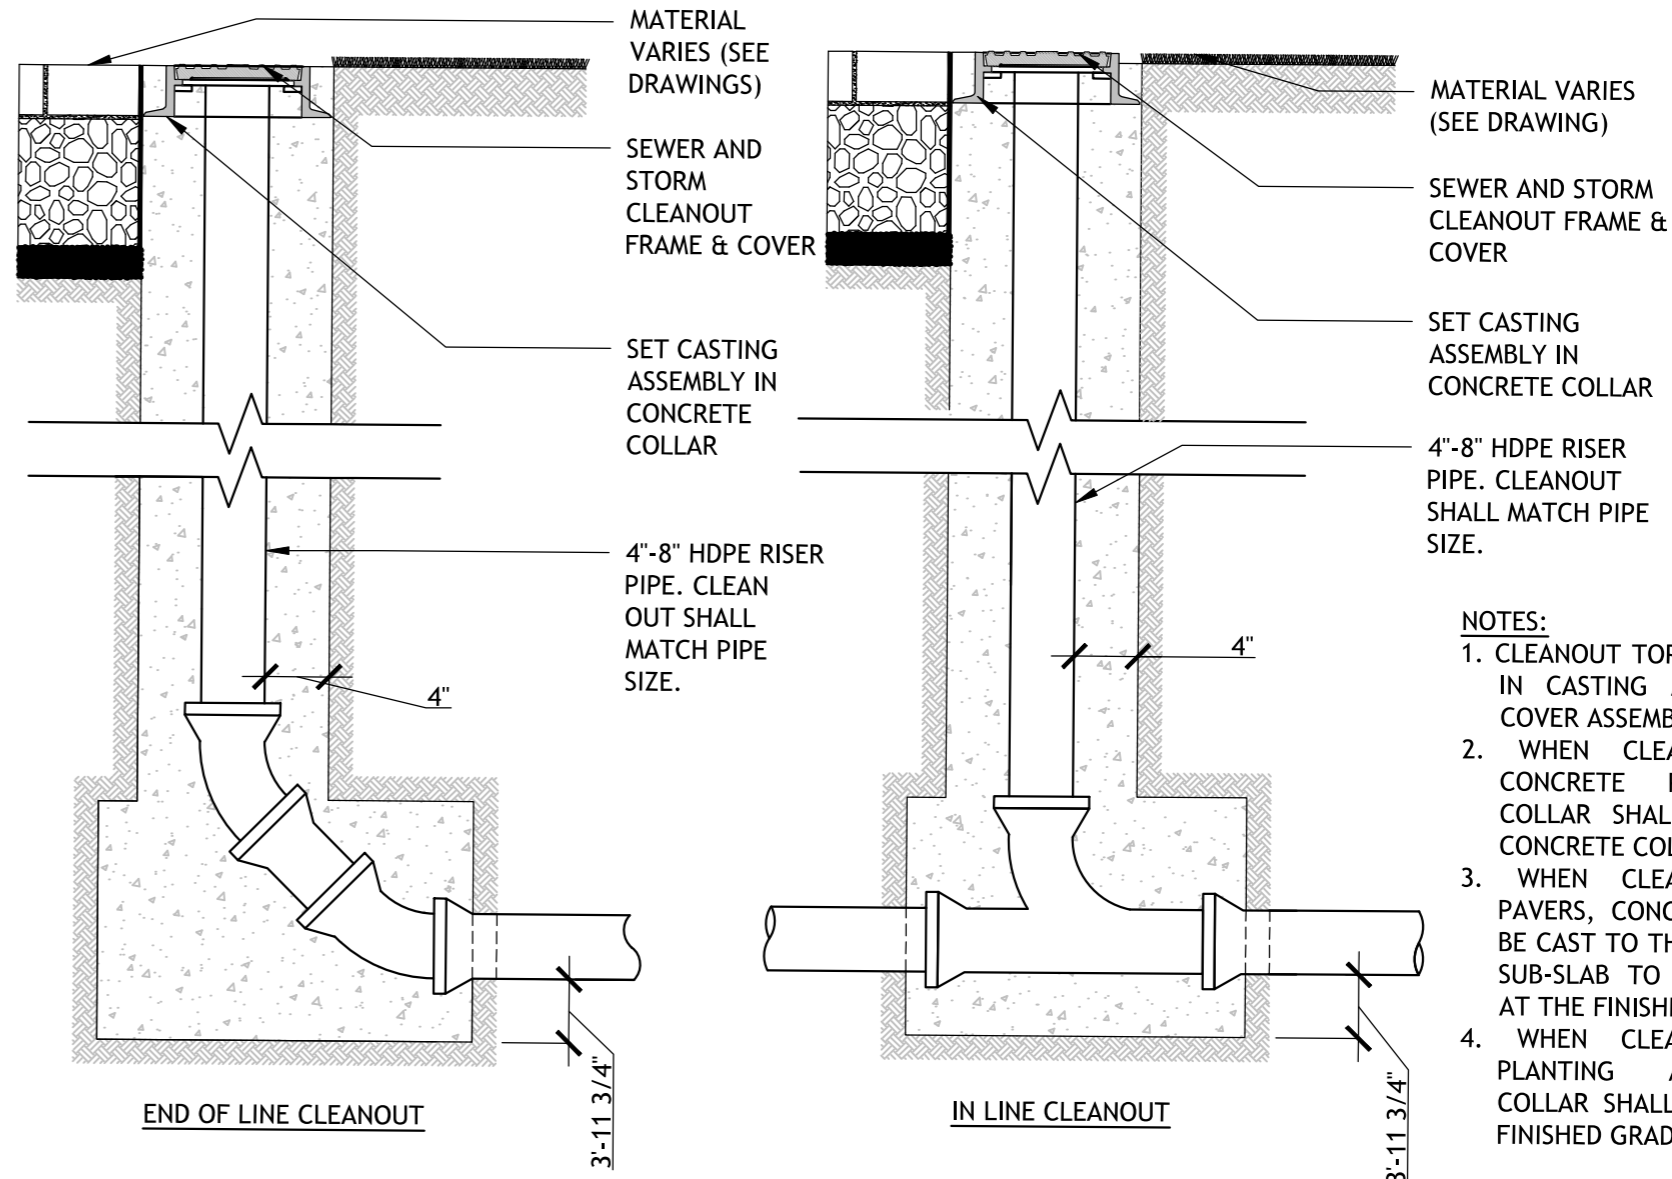 MATERIAL
VARIES (SEE
DRAWINGS)
SEWER AND
STORM
CLEANOUT
FRAME & COVER
SET CASTING
ASSEMBLY IN
CONCRETE
COLLAR
4"-8" HDPE RISER
PIPE. CLEAN
OUT SHALL
MATCH PIPE
SIZE.
4"
3'-11 3/4"
END OF LINE CLEANOUT
MATERIAL VARIES
(SEE DRAWING)
SEWER AND STORM
CLEANOUT FRAME &
COVER
SET CASTING
ASSEMBLY IN
CONCRETE COLLAR
4"-8" HDPE RISER
PIPE. CLEANOUT
SHALL MATCH PIPE
SIZE.
4"
3'-11 3/4"
IN LINE CLEANOUT
NOTES:
1. CLEANOUT
IN CASTING
COVER
2. WHEN
CONCRETE
COLLAR
CONCRETE
3. WHEN
PAVERS,
BE CAST TO
SUB-SLAB TO
AT THE
4. WHEN
PLANTING
COLLAR SHALL
FINISHED